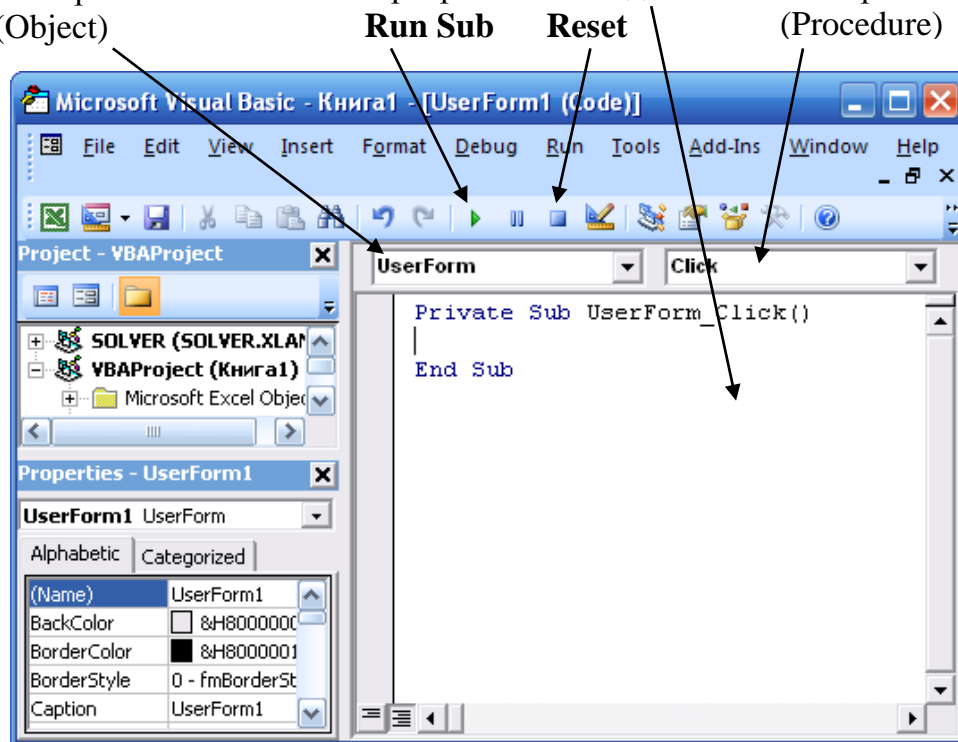 (Object)
Run Sub
Reset
(Procedure)
Microsoft Visual Basic - Книга1 - [UserForm1 (Code)]
File Edit View Insert Format Debug Run Tools Add-Ins Window Help
Project - VBAProject
UserForm
Click
SOLVER (SOLVER.XLAM
VBAProject (Книга1)
Microsoft Excel Objec
Private Sub UserForm_Click()
End Sub
Properties - UserForm1
UserForm1 UserForm
Alphabetic Categorized
(Name) UserForm1
BackColor &H8000000
BorderColor &H8000001
BorderStyle 0 - fmBorderSt
Caption UserForm1